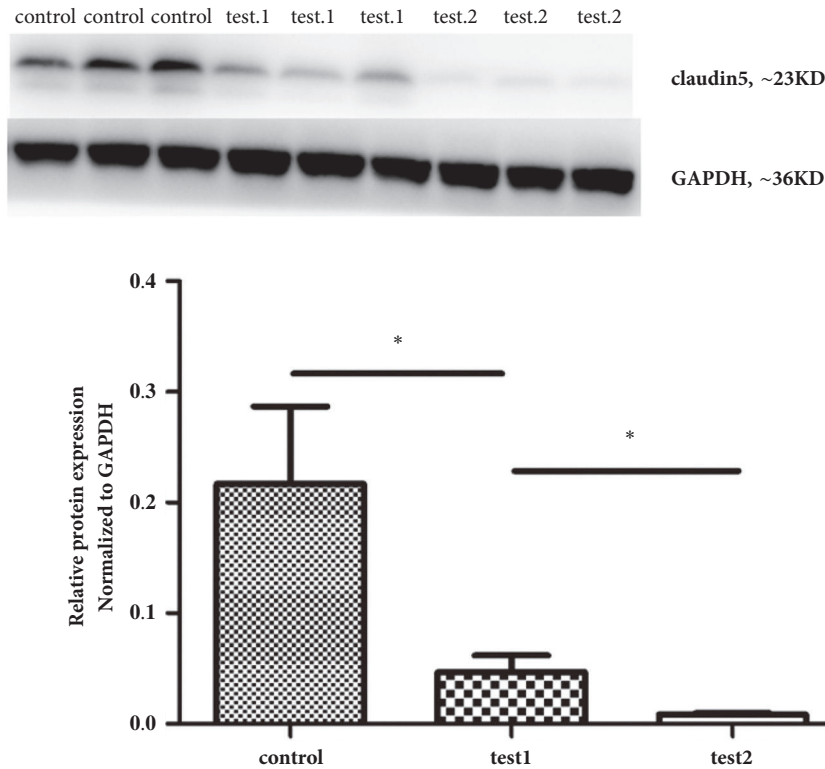 control control control test.1 test.1 test.1 test.2 test.2 test.2
claudin5, ~23KD
GAPDH, ~36KD
0.4
*
0.3
*
Relative protein expression
Normalized to GAPDH
0.2
0.1
0.0
control test1 test2